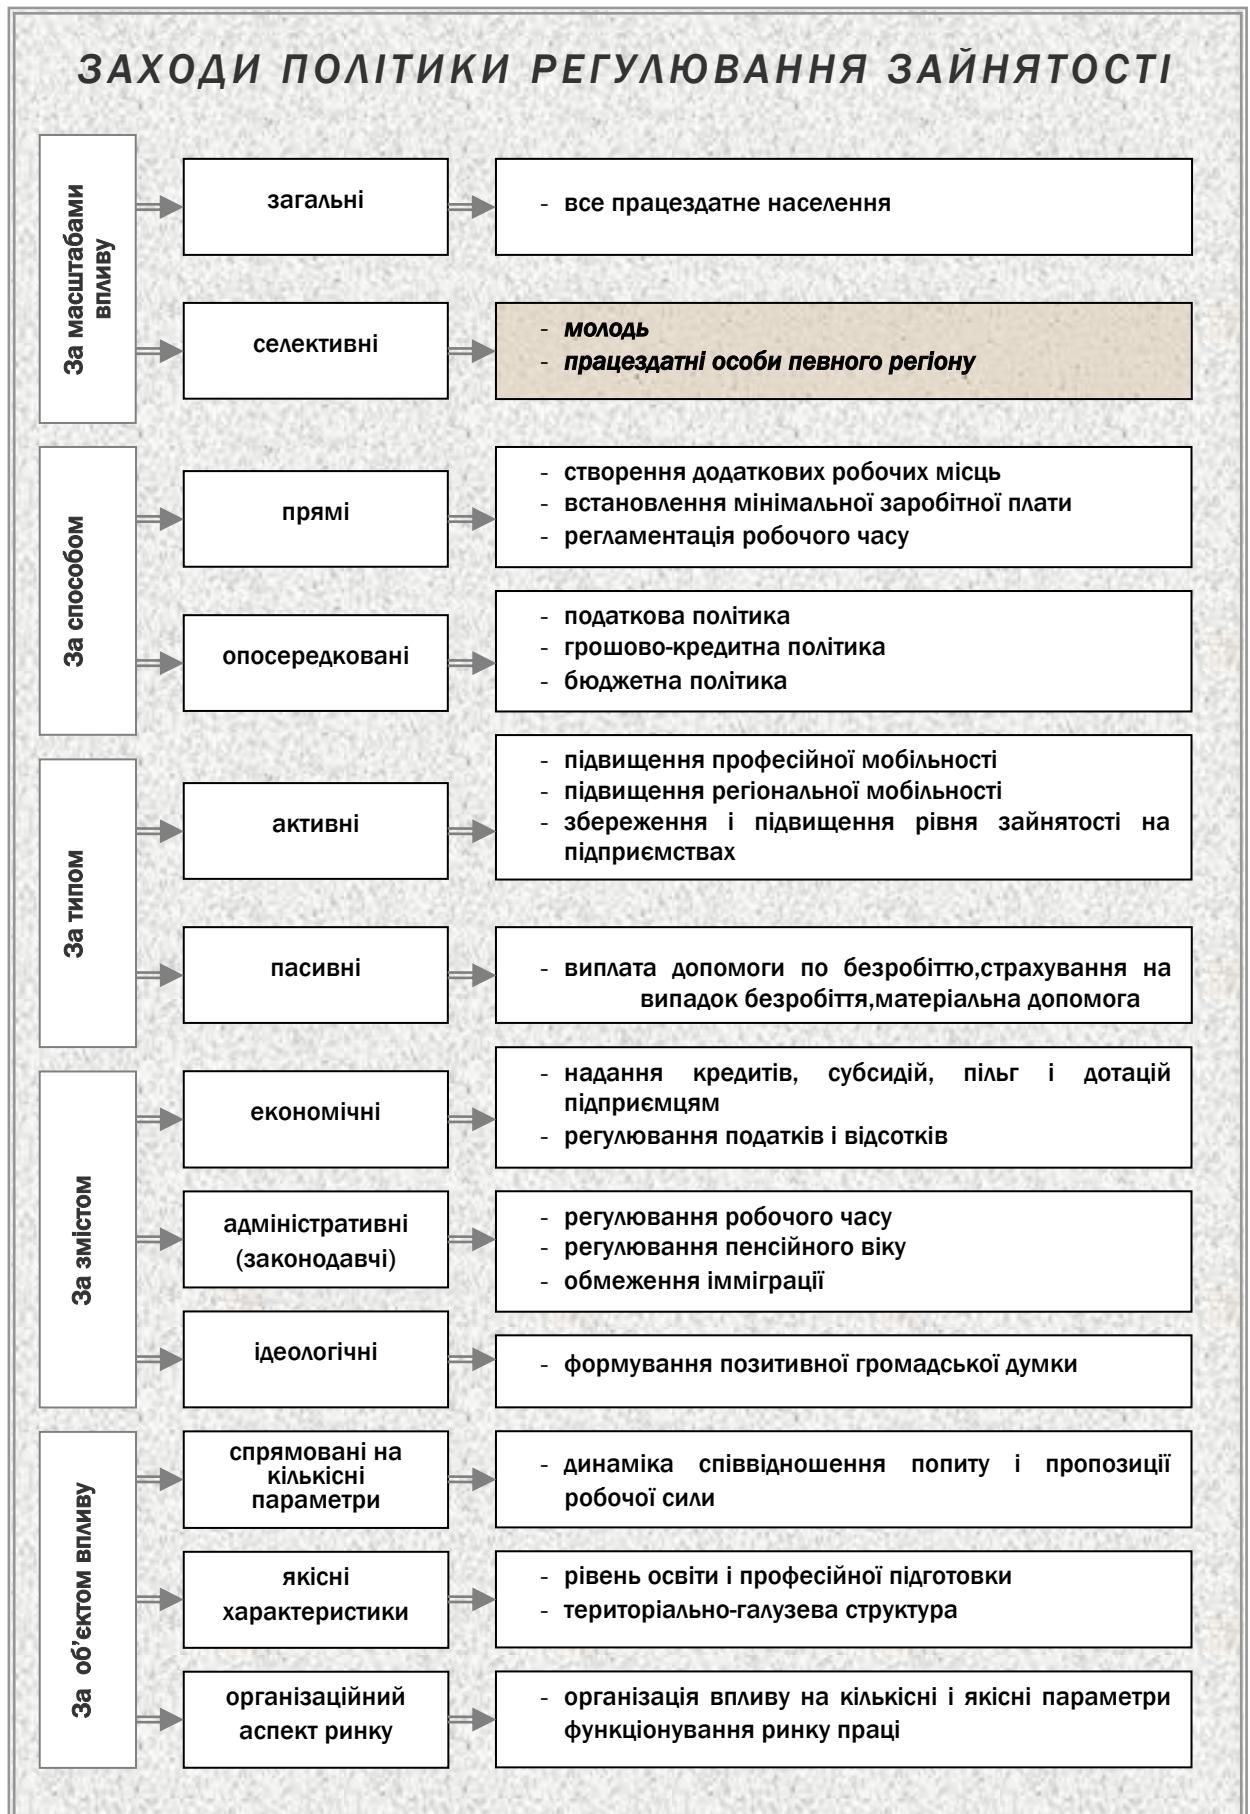 ЗАХОДИ ПОЛІТИКИ РЕГУЛЮВАННЯ ЗАЙНЯТОСТІ
За масштабами
впливу
загальні
- все працездатне населення
селективні
- молодь
- працездатні особи певного регіону
За способом
прямі
- створення додаткових робочих місць
- встановлення мінімальної заробітної плати
- регламентація робочого часу
опосередковані
- податкова політика
- грошово-кредитна політика
- бюджетна політика
За типом
активні
- підвищення професійної мобільності
- підвищення регіональної мобільності
- збереження і підвищення рівня зайнятості на
підприємствах
пасивні
- виплата допомоги по безробіттю,страхування на
випадок безробіття,матеріальна допомога
За змістом
економічні
- надання кредитів, субсидій, пільг і дотацій
підприємцям
- регулювання податків і відсотків
адміністративні
(законодавчі)
- регулювання робочого часу
- регулювання пенсійного віку
- обмеження імміграції
ідеологічні
- формування позитивної громадської думки
За об’єктом впливу
спрямовані на
кількісні
параметри
- динаміка співвідношення попиту і пропозиції
робочої сили
якісні
характеристики
- рівень освіти і професійної підготовки
- територіально-галузева структура
організаційний
аспект ринку
- організація впливу на кількісні і якісні параметри
функціонування ринку праці